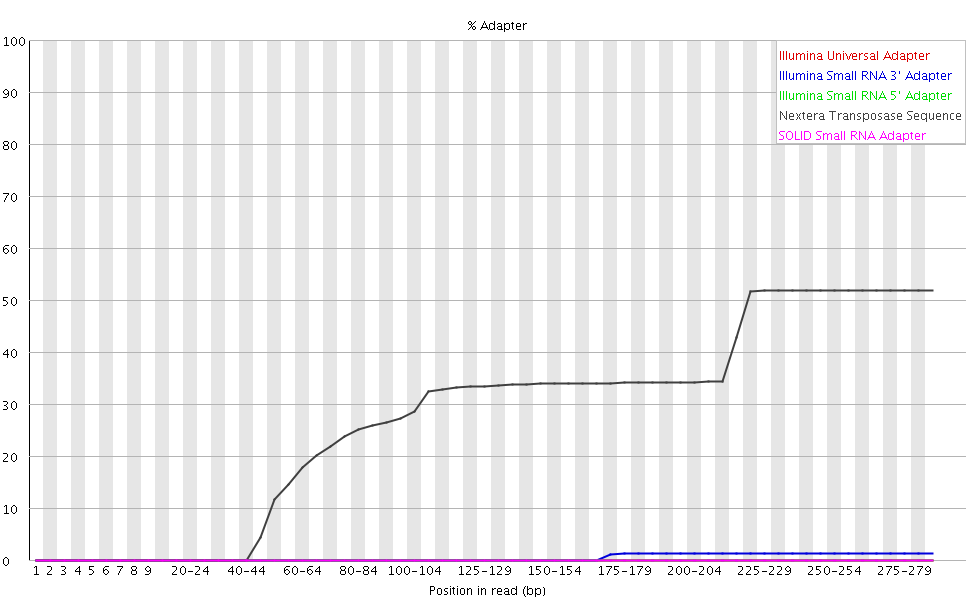 % Adapter
100
90
80
70
60
50
40
30
20
10
0
Illumina Universal Adapter
Illumina Small RNA 3' Adapter
Illumina Small RNA 5' Adapter
Nextera Transposase Sequence
SOLID Small RNA Adapter
1 2 3 4 5 6 7 8 9 20-24 40-44 60-64 80-84 100-104 125-129 150-154 175-179 200-204 225-229 250-254 275-279
Position in read (bp)